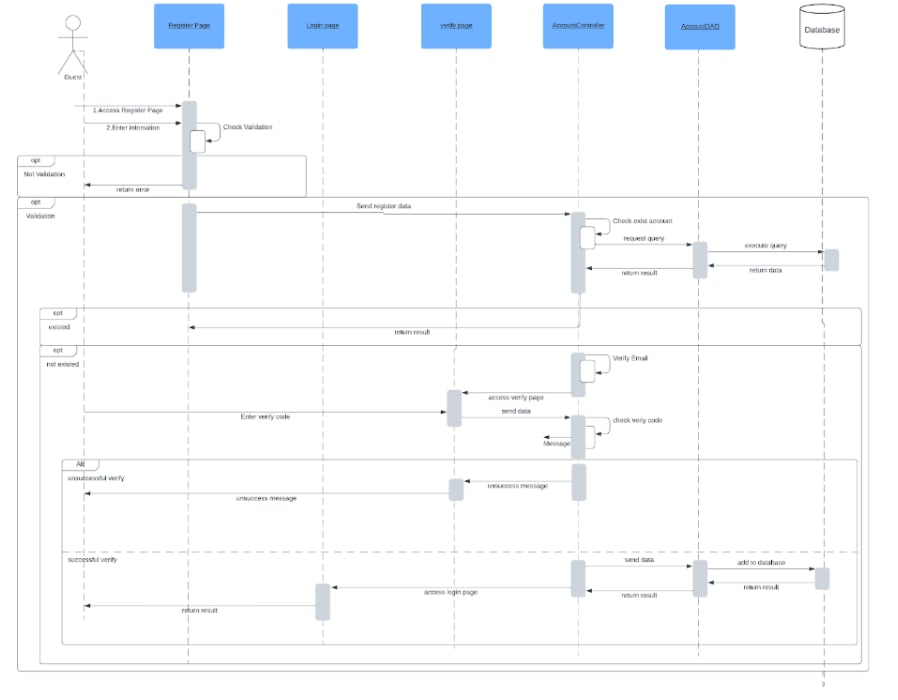 Register Page
Login page
verify page
AccountController
AccountDAO
Database
Guest
1.Access Register Page
2.Enter infomation
Check Validation
opt
Not Validation
return error
opt
Validation
Send register data
Check exist account
request query
execute query
return result
return data
opt
existed
return result
opt
not existed
Verify Email
access verify page
Enter verify code
send data
check veriy code
Message
Alt
unsuccessful verify
unsuccess message
unsuccess message
successful verify
send data
add to database
return result
return result
access login page
return result